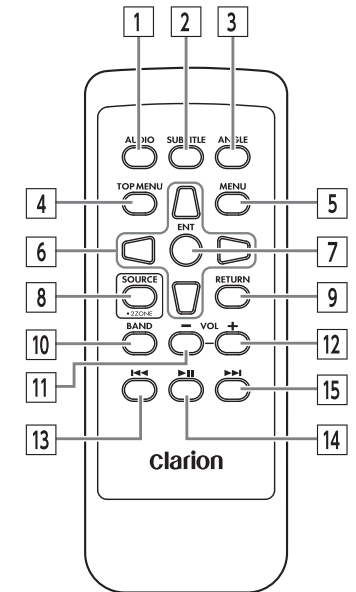 1 2 3
AUDIO SUBTITLE ANGLE
4 TOP MENU MENU 5
6 ENT 7
8 SOURCE RETURN 9
•2ZONE
10 BAND − VOL + 12
11
⏮ ▶⏸ ⏭ 15
13 14
clarion